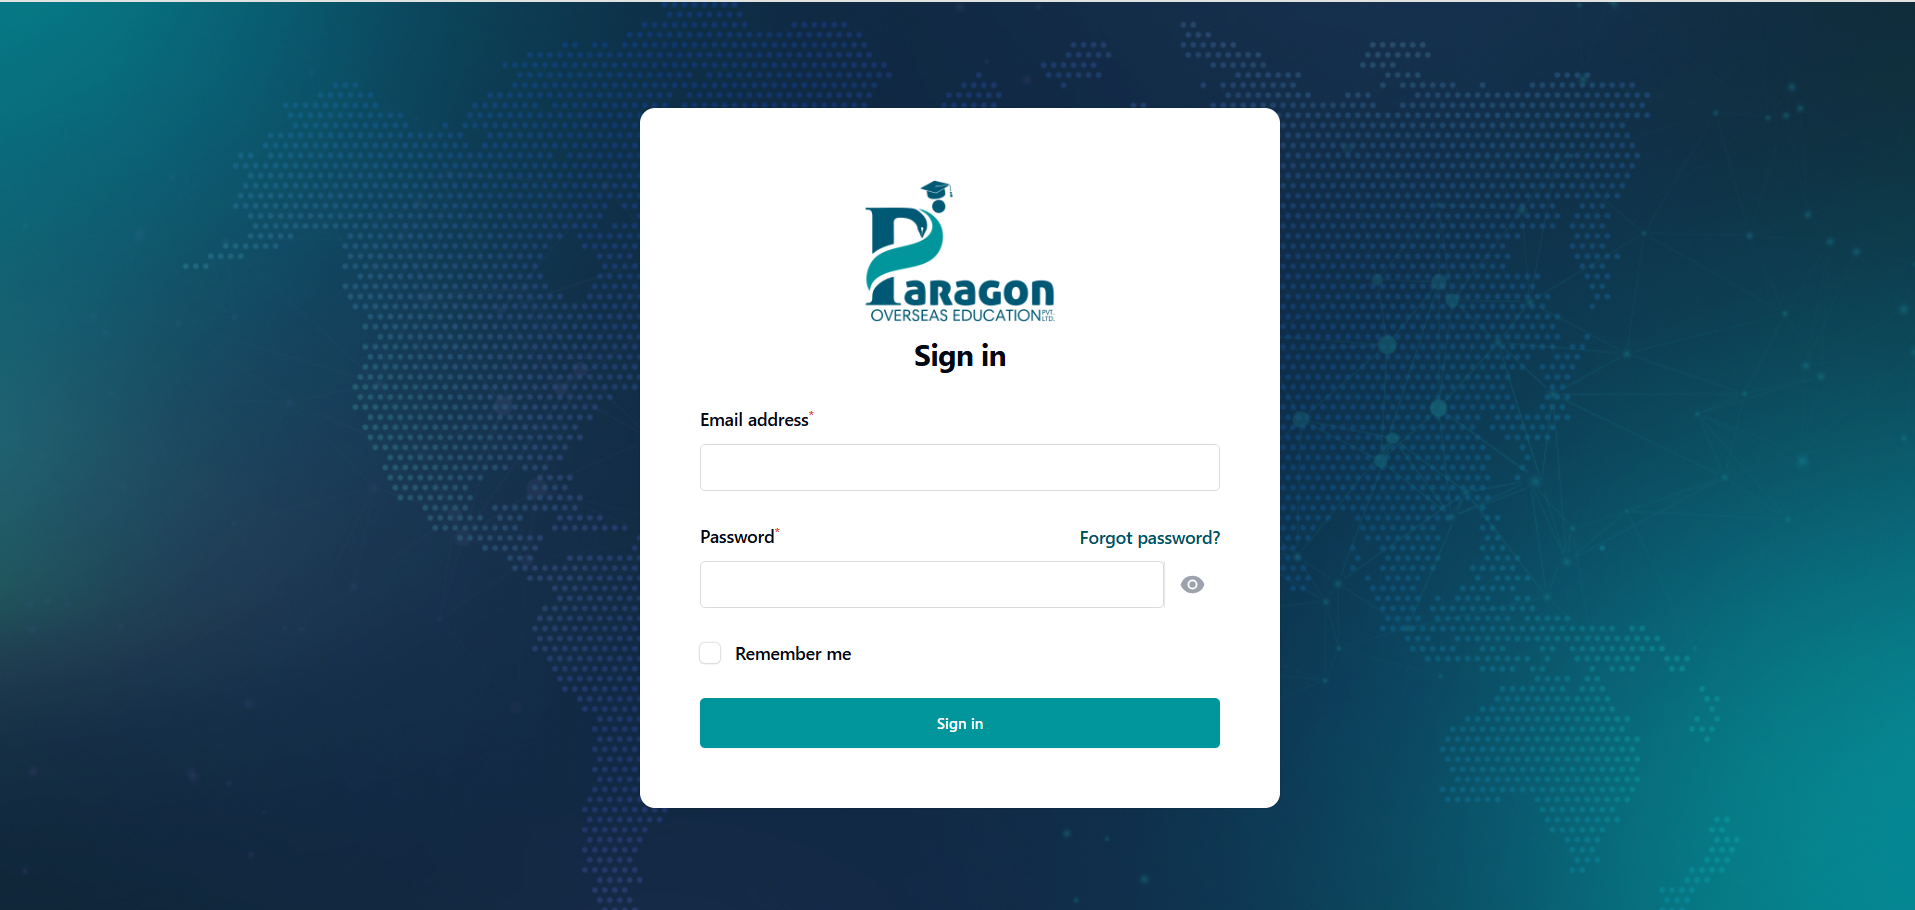 Paragon
OVERSEAS EDUCATION PVT. LTD.
Sign in
Email address*
Password*
Forgot password?
Remember me
Sign in